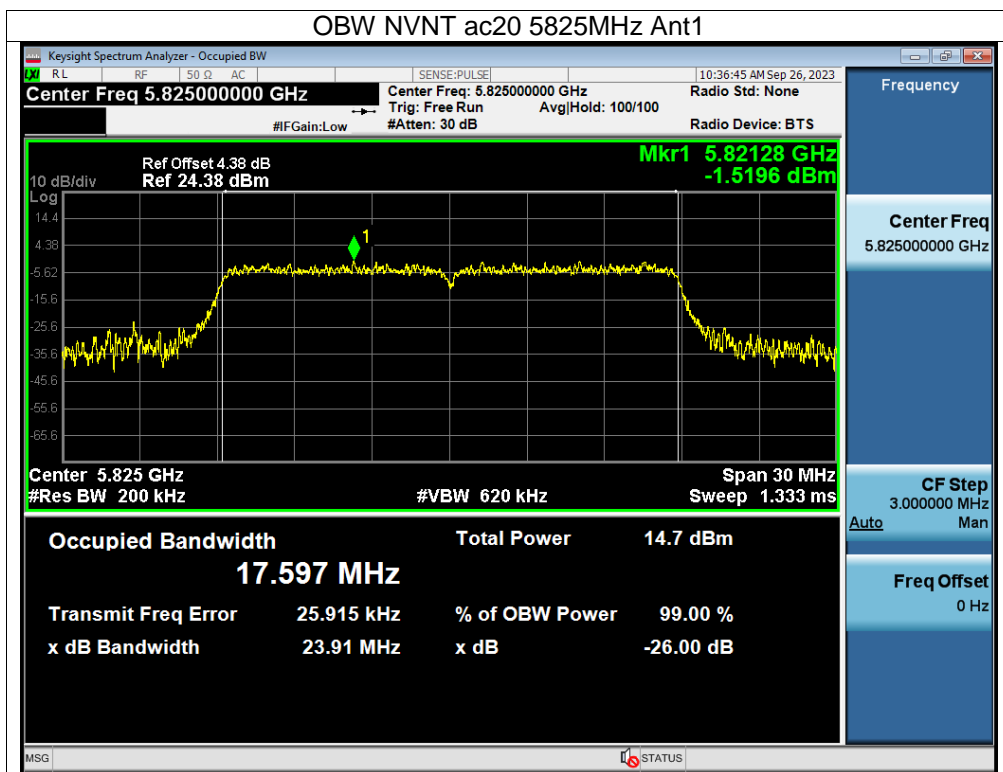 OBW NVNT ac20 5825MHz Ant1
Keysight Spectrum Analyzer - Occupied BW
LXI RL RF 50 Ω AC SENSE:PULSE 10:36:45 AM Sep 26, 2023
Center Freq 5.825000000 GHz Center Freq: 5.825000000 GHz Radio Std: None
Trig: Free Run Avg|Hold: 100/100
#IFGain:Low #Atten: 30 dB Radio Device: BTS
Frequency
Ref Offset 4.38 dB Mkr1 5.82128 GHz
10 dB/div Ref 24.38 dBm -1.5196 dBm
Log
14.4
4.38
-5.62
-15.6
-25.6
-35.6
-45.6
-55.6
-65.6
1
Center 5.825 GHz Span 30 MHz
#Res BW 200 kHz #VBW 620 kHz Sweep 1.333 ms
Center Freq
5.825000000 GHz
CF Step
3.000000 MHz
Auto Man
Freq Offset
0 Hz
Occupied Bandwidth Total Power 14.7 dBm
17.597 MHz
Transmit Freq Error 25.915 kHz % of OBW Power 99.00 %
x dB Bandwidth 23.91 MHz x dB -26.00 dB
MSG STATUS